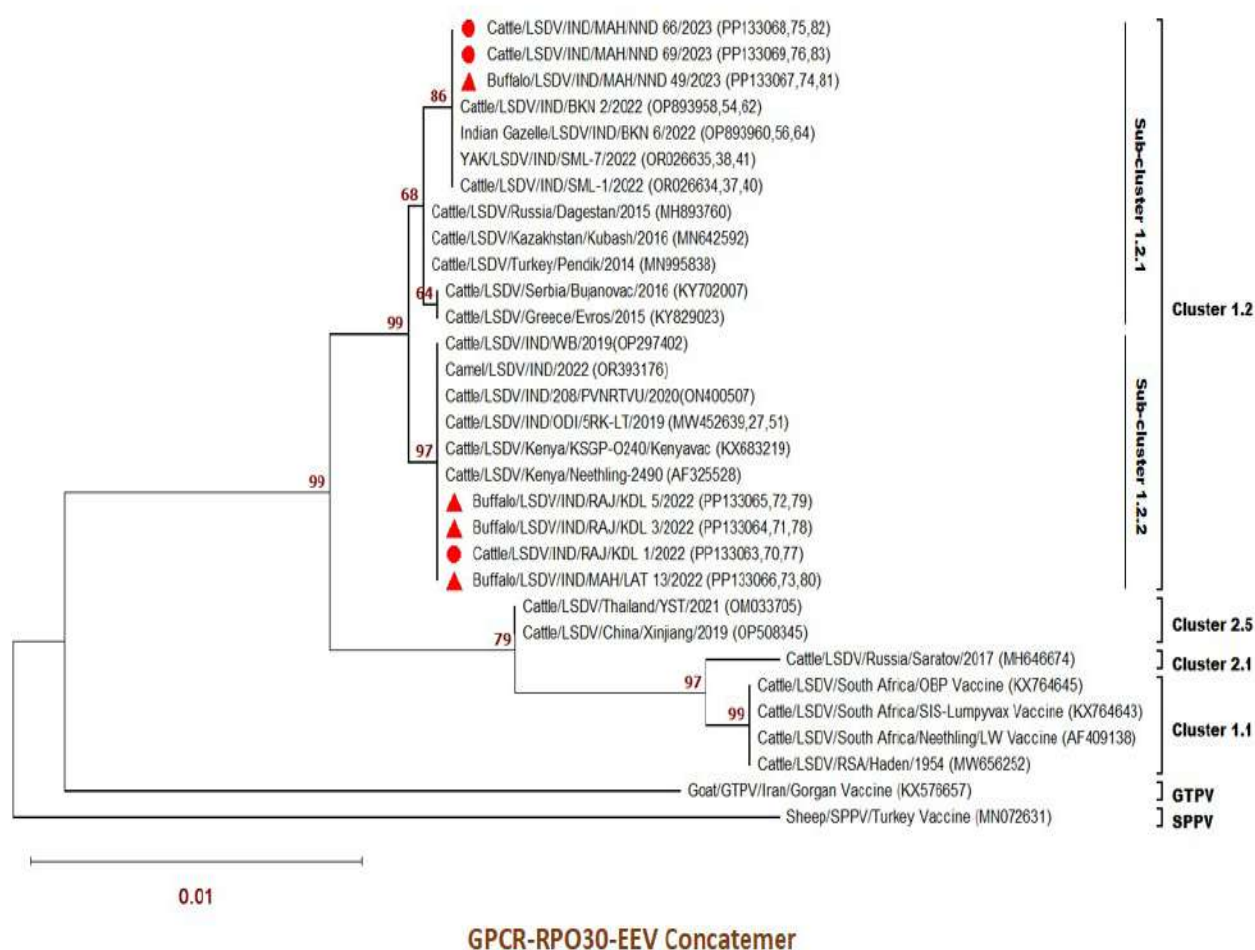 Cattle/LSDV/IND/MAH/NND 66/2023 (PP133068,75,82)
Cattle/LSDV/IND/MAH/NND 69/2023 (PP133069,76,83)
Buffalo/LSDV/IND/MAH/NND 49/2023 (PP133067,74,81)
86
Cattle/LSDV/IND/BKN 2/2022 (OP893958,54,62)
Indian Gazelle/LSDV/IND/BKN 6/2022 (OP893960,56,64)
YAK/LSDV/IND/SML-7/2022 (OR026635,38,41)
Cattle/LSDV/IND/SML-1/2022 (OR026634,37,40)
68
Cattle/LSDV/Russia/Dagestan/2015 (MH893760)
Cattle/LSDV/Kazakhstan/Kubash/2016 (MN642592)
Cattle/LSDV/Turkey/Pendik/2014 (MN995838)
64
Cattle/LSDV/Serbia/Bujanovac/2016 (KY702007)
Cattle/LSDV/Greece/Evros/2015 (KY829023)
Sub-cluster 1.2.1
Cluster 1.2
99
Cattle/LSDV/IND/WB/2019(OP297402)
Camel/LSDV/IND/2022 (OR393176)
Cattle/LSDV/IND/208/PVNRTVU/2020(ON400507)
Cattle/LSDV/IND/ODI/5RK-LT/2019 (MW452639,27,51)
97
Cattle/LSDV/Kenya/KSGP-O240/Kenyavac (KX683219)
Cattle/LSDV/Kenya/Neethling-2490 (AF325528)
99
Buffalo/LSDV/IND/RAJ/KDL 5/2022 (PP133065,72,79)
Buffalo/LSDV/IND/RAJ/KDL 3/2022 (PP133064,71,78)
Cattle/LSDV/IND/RAJ/KDL 1/2022 (PP133063,70,77)
Buffalo/LSDV/IND/MAH/LAT 13/2022 (PP133066,73,80)
Sub-cluster 1.2.2
Cattle/LSDV/Thailand/YST/2021 (OM033705)
Cattle/LSDV/China/Xinjiang/2019 (OP508345)
Cluster 2.5
79
Cattle/LSDV/Russia/Saratov/2017 (MH646674)
Cluster 2.1
97
Cattle/LSDV/South Africa/OBP Vaccine (KX764645)
99
Cattle/LSDV/South Africa/SIS-Lumpyvax Vaccine (KX764643)
Cattle/LSDV/South Africa/Neethling/LW Vaccine (AF409138)
Cattle/LSDV/RSA/Haden/1954 (MW656252)
Cluster 1.1
Goat/GTPV/Iran/Gorgan Vaccine (KX576657)
GTPV
Sheep/SPPV/Turkey Vaccine (MN072631)
SPPV
0.01
GPCR-RPO30-EEV Concatemer